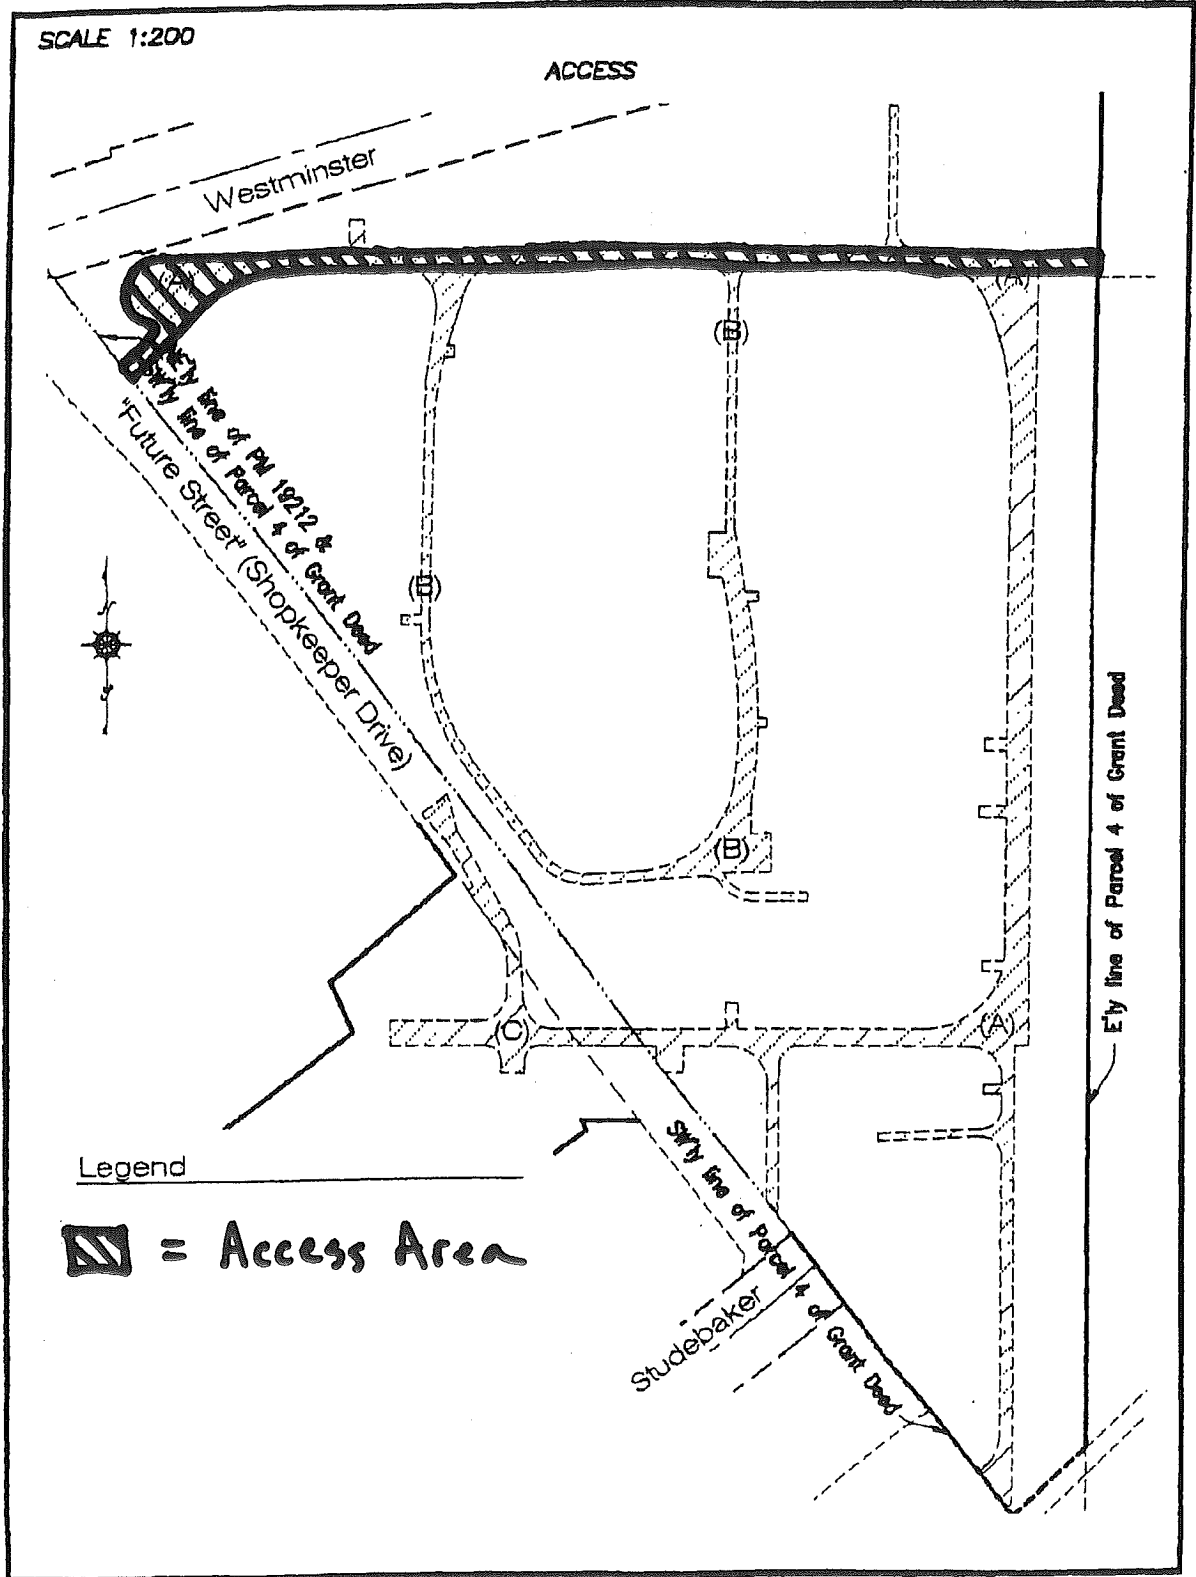 SCALE 1:200
ACCESS
Westminster
(A)
(A)
(B)
N'Ely line of PM 19212 &
SW'ly line of Parcel 4 of Grant Deed
"Future Street" (Shopkeeper Drive)
(B)
(B)
E'ly line of Parcel 4 of Grant Deed
C
(A)
SW'ly line of Parcel 4 of Grant Deed
Legend
= Access Area
Studebaker